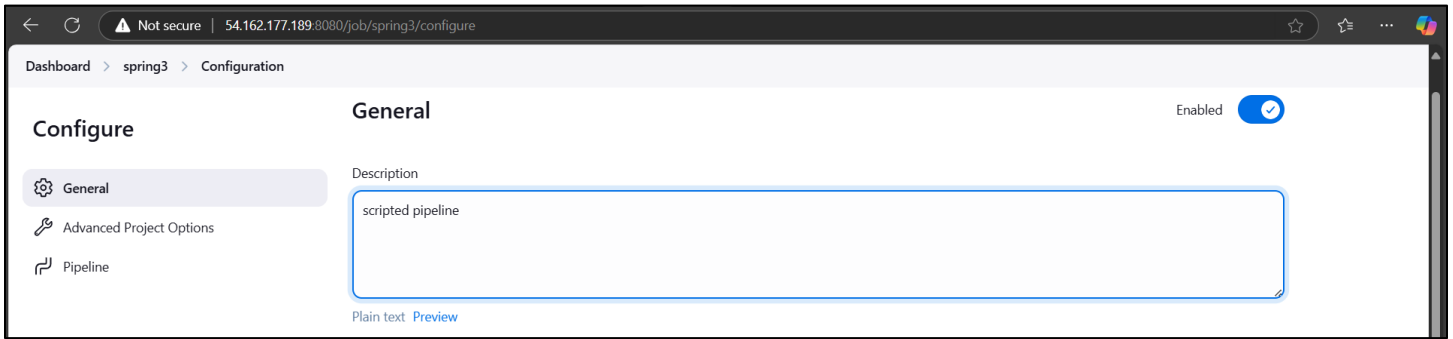 Not secure | 54.162.177.189:8080/job/spring3/configure
Dashboard > spring3 > Configuration
Configure
General
Advanced Project Options
Pipeline
General
Enabled
Description
scripted pipeline
Plain text Preview